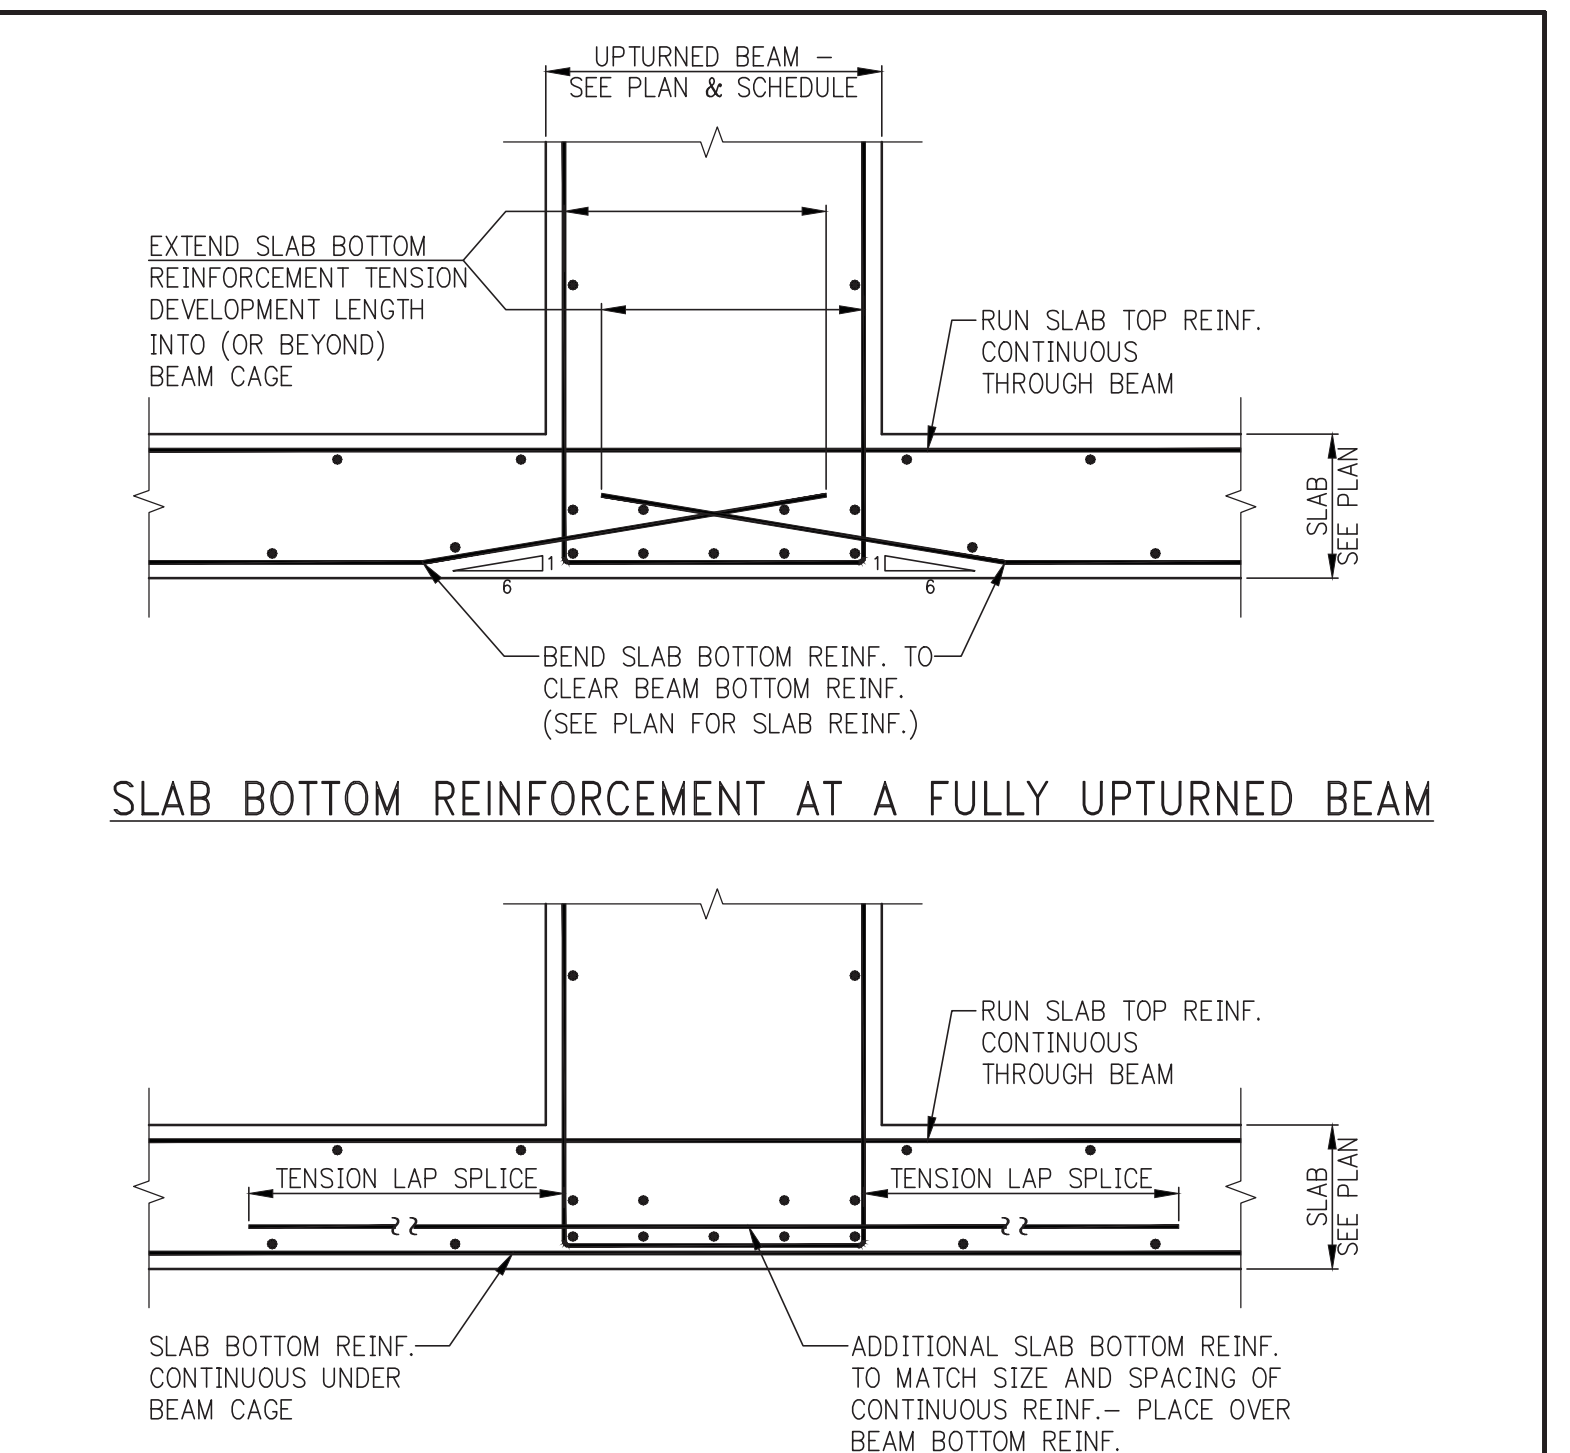 UPTURNED BEAM –
SEE PLAN & SCHEDULE
EXTEND SLAB BOTTOM
REINFORCEMENT TENSION
DEVELOPMENT LENGTH
INTO (OR BEYOND)
BEAM CAGE
RUN SLAB TOP REINF.
CONTINUOUS
THROUGH BEAM
SLAB
SEE PLAN
1
6
1
6
BEND SLAB BOTTOM REINF. TO
CLEAR BEAM BOTTOM REINF.
(SEE PLAN FOR SLAB REINF.)
SLAB BOTTOM REINFORCEMENT AT A FULLY UPTURNED BEAM
RUN SLAB TOP REINF.
CONTINUOUS
THROUGH BEAM
TENSION LAP SPLICE
TENSION LAP SPLICE
SLAB
SEE PLAN
SLAB BOTTOM REINF.
CONTINUOUS UNDER
BEAM CAGE
ADDITIONAL SLAB BOTTOM REINF.
TO MATCH SIZE AND SPACING OF
CONTINUOUS REINF.– PLACE OVER
BEAM BOTTOM REINF.